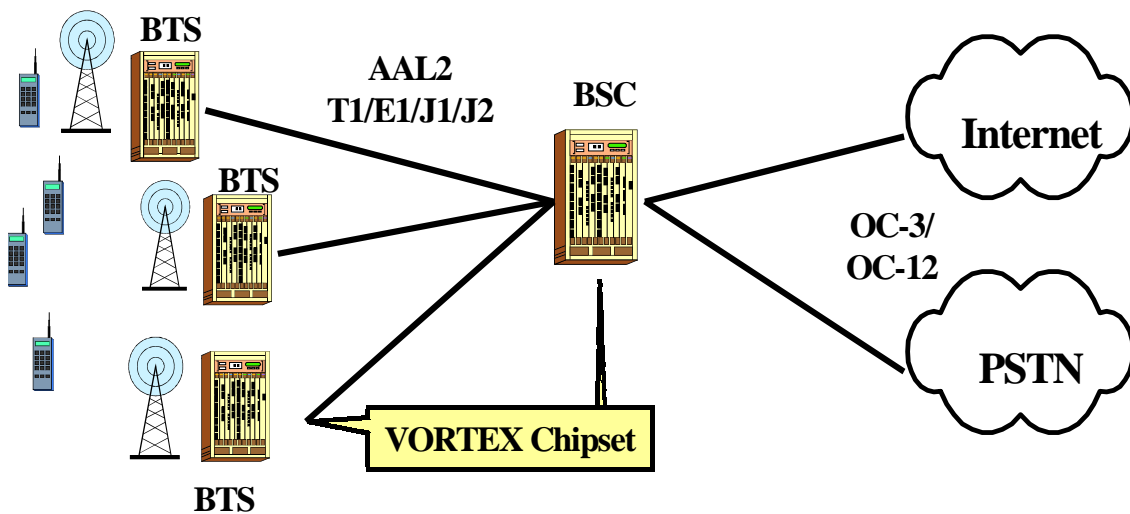 BTS
AAL2
T1/E1/J1/J2
BSC
Internet
BTS
OC-3/
OC-12
PSTN
VORTEX Chipset
BTS